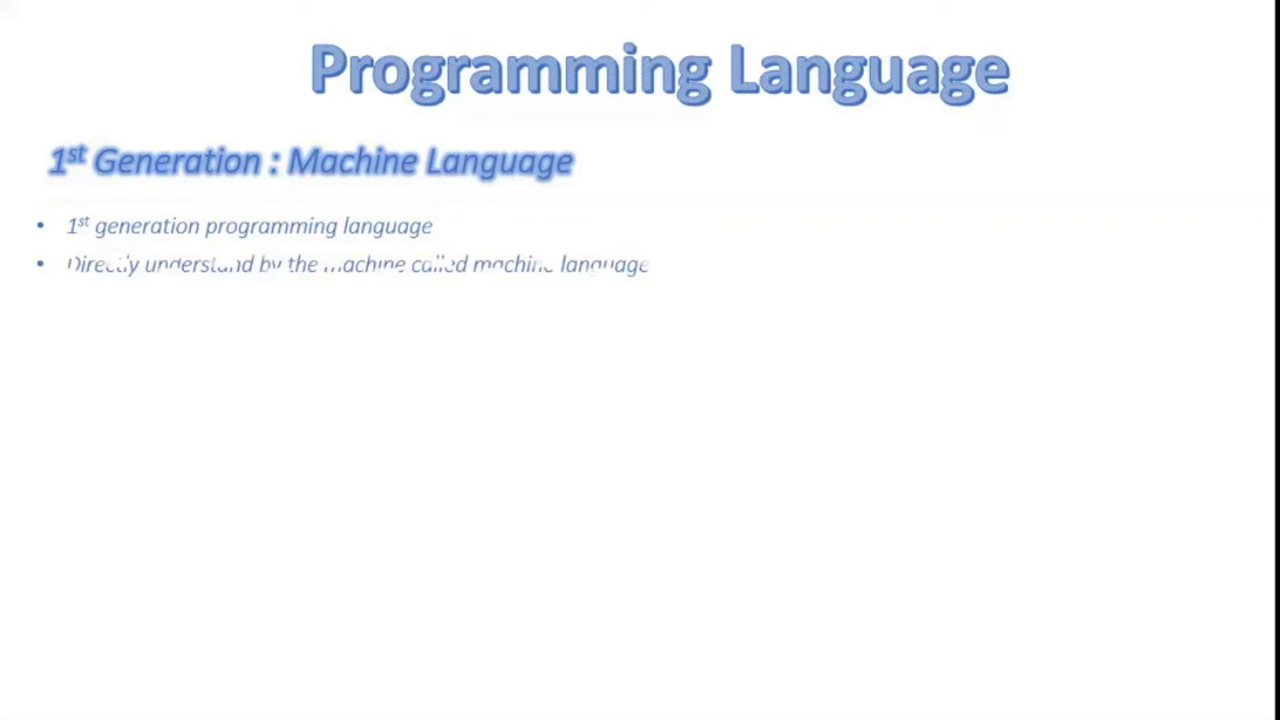 Programming Language
1st Generation : Machine Language
• 1st generation programming language
• Directly understand by the machine called machine language